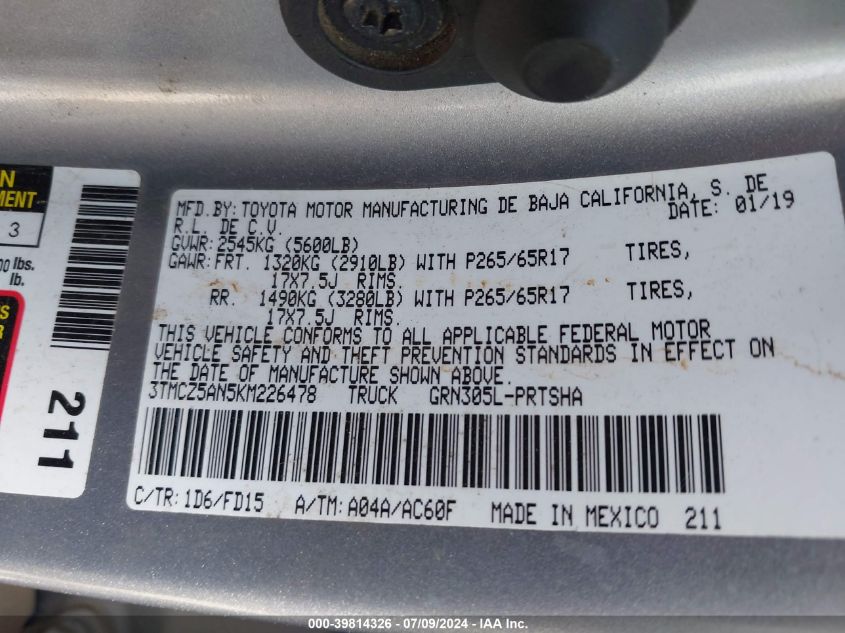 MFD.BY: TOYOTA MOTOR MANUFACTURING DE BAJA CALIFORNIA, S. DE
R.L. DE C.V. DATE: 01/19
GVWR: 2545KG (5600LB)
GAWR: FRT. 1320KG (2910LB) WITH P265/65R17 TIRES,
17X7.5J RIMS.
RR. 1490KG (3280LB) WITH P265/65R17 TIRES,
17X7.5J RIMS.
THIS VEHICLE CONFORMS TO ALL APPLICABLE FEDERAL MOTOR
VEHICLE SAFETY AND THEFT PREVENTION STANDARDS IN EFFECT ON
THE DATE OF MANUFACTURE SHOWN ABOVE.
3TMCZ5AN5KM226478 TRUCK GRN305L-PRTSHA
C/TR: 1D6/FD15 A/TM: A04A/AC60F MADE IN MEXICO 211
3
lbs.
lb.
211
000-39814326 - 07/09/2024 - IAA Inc.